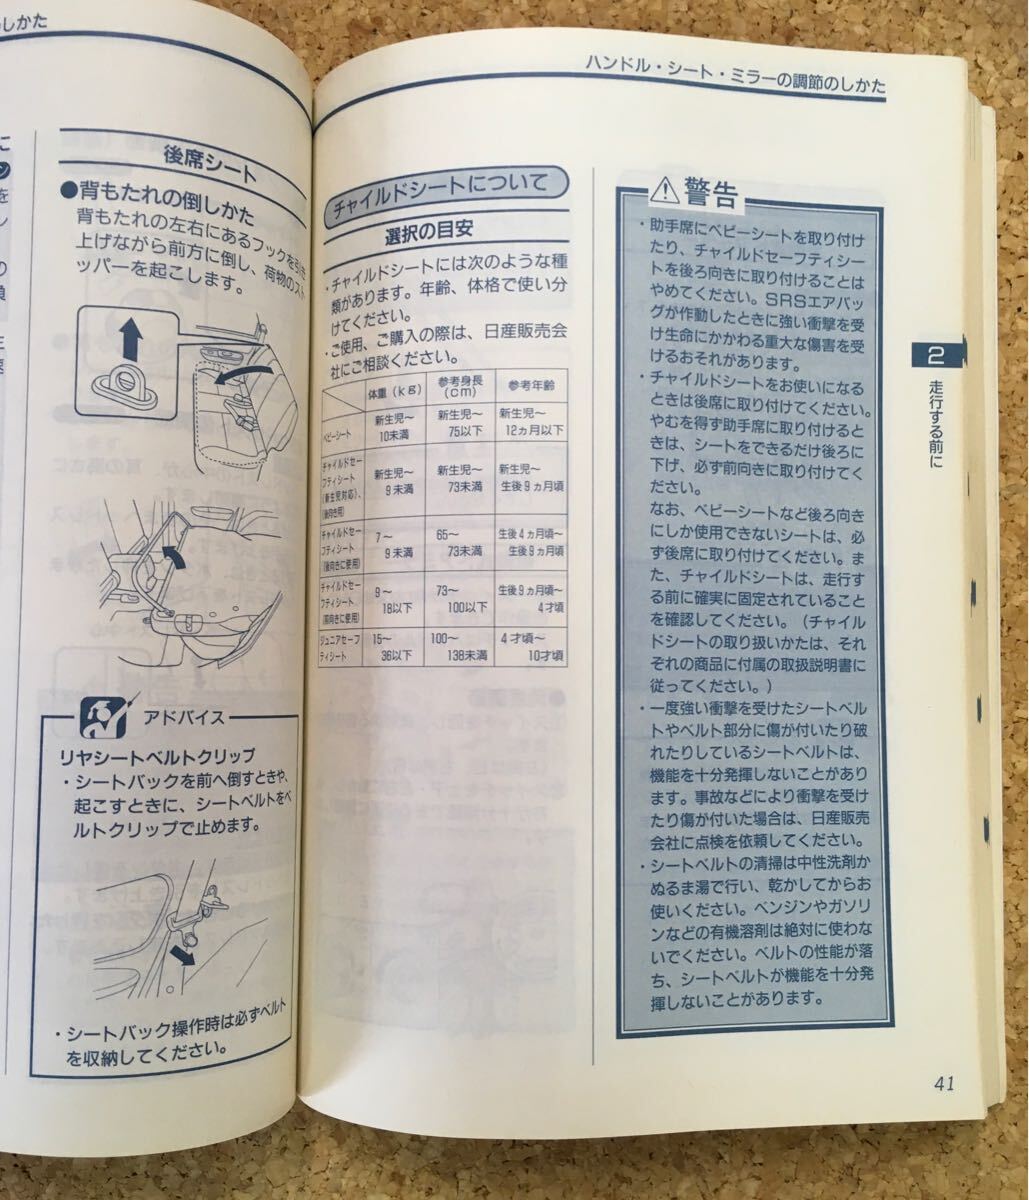 しかた
後席シート
●背もたれの倒しかた
背もたれの左右にあるフックを引き
上げながら前方に倒し、荷物のスト
ッパーを起こします。
アドバイス
リヤシートベルトクリップ
・シートバックを前へ倒すときや、
起こすときに、シートベルトをベ
ルトクリップで止めます。
・シートバック操作時は必ずベルト
を収納してください。
ハンドル・シート・ミラーの調節のしかた
チャイルドシートについて
選択の目安
・チャイルドシートには次のような種
類があります。年齢、体格で使い分
けてください。
・ご使用、ご購入の際は、日産販売会
社にご相談ください。
体重（kg） 参考身長（cm） 参考年齢
ベビーシート 新生児〜10未満 新生児〜75以下 新生児〜12ヵ月以下
チャイルドセーフティシート（新生児対応）、（後向き用） 新生児〜9未満 新生児〜73未満 新生児〜生後9ヵ月頃
チャイルドセーフティシート（後向きに使用） 7〜9未満 65〜73未満 生後4ヵ月頃〜生後9ヵ月頃
チャイルドセーフティシート（前向きに使用） 9〜18以下 73〜100以下 生後9ヵ月頃〜4才頃
ジュニアセーフティシート 15〜36以下 100〜138未満 4才頃〜10才頃
警告
・助手席にベビーシートを取り付け
たり、チャイルドセーフティシー
トを後ろ向きに取り付けることは
やめてください。SRSエアバッ
グが作動したときに強い衝撃を受
け生命にかかわる重大な傷害を受
けるおそれがあります。
・チャイルドシートをお使いになる
ときは後席に取り付けてください。
やむを得ず助手席に取り付けると
きは、シートをできるだけ後ろに
下げ、必ず前向きに取り付けてく
ださい。
なお、ベビーシートなど後ろ向き
にしか使用できないシートは、必
ず後席に取り付けてください。ま
た、チャイルドシートは、走行す
る前に確実に固定されていること
を確認してください。（チャイル
ドシートの取り扱いかたは、それ
ぞれの商品に付属の取扱説明書に
従ってください。）
・一度強い衝撃を受けたシートベル
トやベルト部分に傷が付いたり破
れたりしているシートベルトは、
機能を十分発揮しないことがあり
ます。事故などにより衝撃を受け
たり傷が付いた場合は、日産販売
会社に点検を依頼してください。
・シートベルトの清掃は中性洗剤か
ぬるま湯で行い、乾かしてからお
使いください。ベンジンやガソリ
ンなどの有機溶剤は絶対に使わな
いでください。ベルトの性能が落
ち、シートベルトが機能を十分発
揮しないことがあります。
2
走行する前に
41